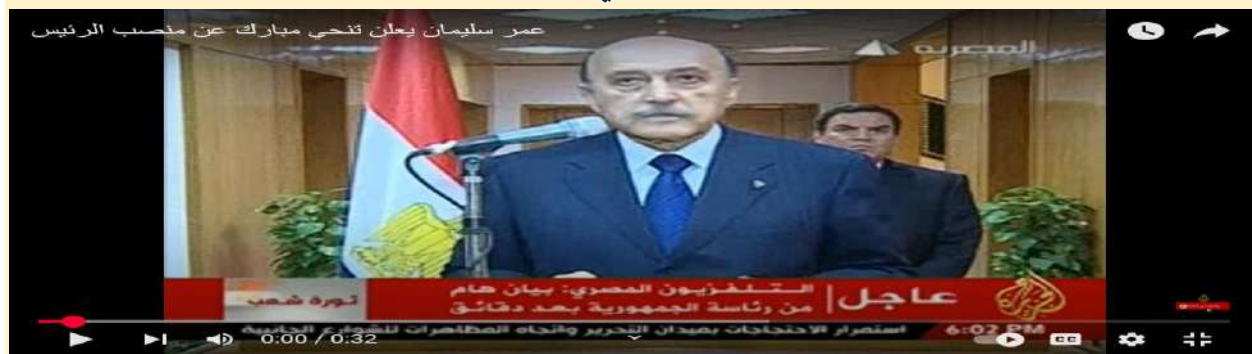 عمر سليمان يعلن تنحي مبارك عن منصب الرئيس
المصرية
عاجل
التلفزيون المصري: بيان هام
من رئاسة الجمهورية بعد دقائق
ثورة شعب
6:02 PM
استمرار الاحتجاجات بميدان التحرير واتجاه المظاهرات للشوارع الجانبية
0:00 / 0:32
CC